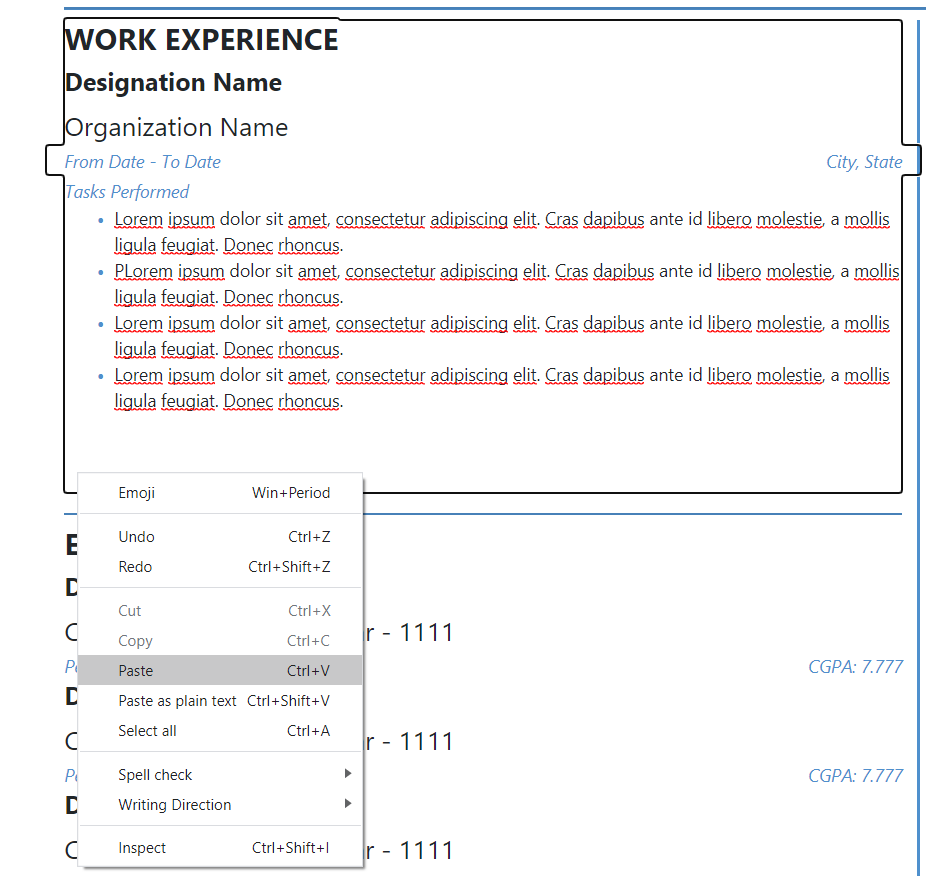 WORK EXPERIENCE
Designation Name
Organization Name
From Date - To Date City, State
Tasks Performed
• Lorem ipsum dolor sit amet, consectetur adipiscing elit. Cras dapibus ante id libero molestie, a mollis
ligula feugiat. Donec rhoncus.
• PLorem ipsum dolor sit amet, consectetur adipiscing elit. Cras dapibus ante id libero molestie, a mollis
ligula feugiat. Donec rhoncus.
• Lorem ipsum dolor sit amet, consectetur adipiscing elit. Cras dapibus ante id libero molestie, a mollis
ligula feugiat. Donec rhoncus.
• Lorem ipsum dolor sit amet, consectetur adipiscing elit. Cras dapibus ante id libero molestie, a mollis
ligula feugiat. Donec rhoncus.
Emoji Win+Period
Undo Ctrl+Z
Redo Ctrl+Shift+Z
Cut Ctrl+X
Copy Ctrl+C
Paste Ctrl+V
Paste as plain text Ctrl+Shift+V
Select all Ctrl+A
Spell check
Writing Direction
Inspect Ctrl+Shift+I
r - 1111
CGPA: 7.777
r - 1111
CGPA: 7.777
r - 1111